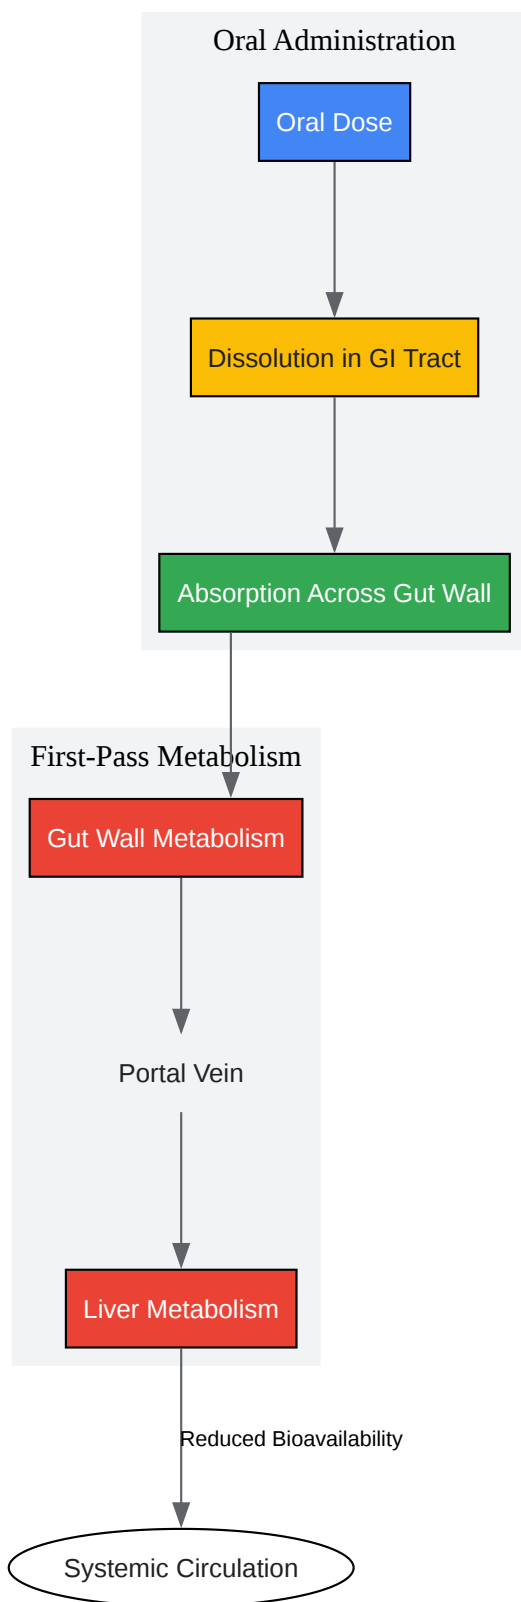 Oral Administration
Oral Dose
Dissolution in GI Tract
Absorption Across Gut Wall
First-Pass Metabolism
Gut Wall Metabolism
Portal Vein
Liver Metabolism
Reduced Bioavailability
Systemic Circulation